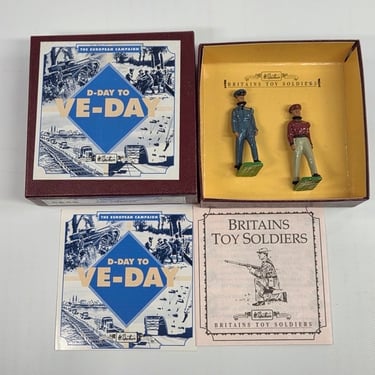 THE EUROPEAN CAMPAIGN
D-DAY TO
VE-DAY
Britains
BRITAINS TOY SOLDIERS
THE EUROPEAN CAMPAIGN
D-DAY TO
VE-DAY
Britains
BRITAINS
TOY SOLDIERS
BRITAINS TOY SOLDIERS